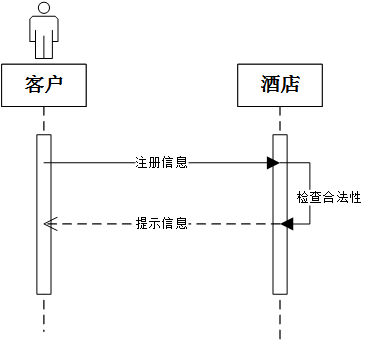 客户
酒店
注册信息
检查合法性
提示信息